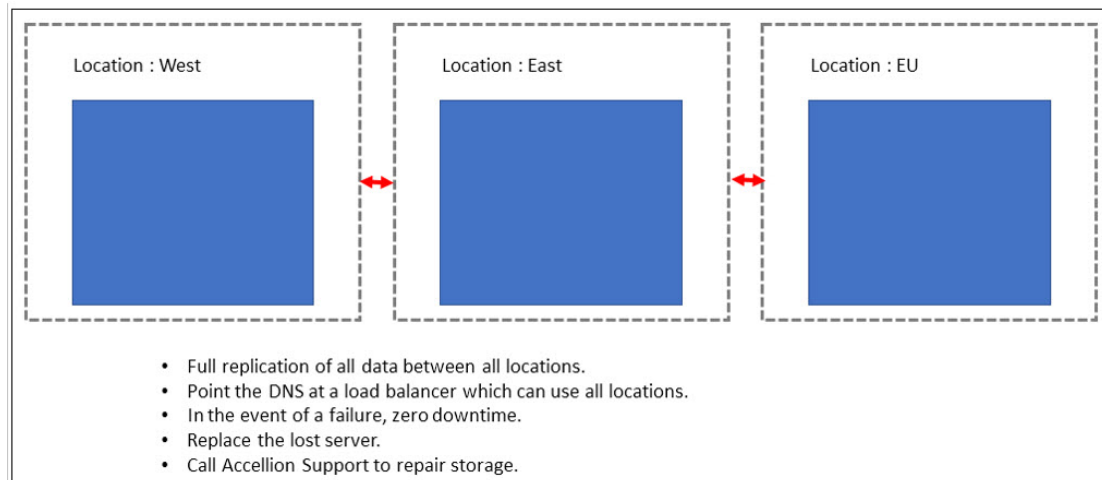 Location : West
Location : East
Location : EU
• Full replication of all data between all locations.
• Point the DNS at a load balancer which can use all locations.
• In the event of a failure, zero downtime.
• Replace the lost server.
• Call Accellion Support to repair storage.